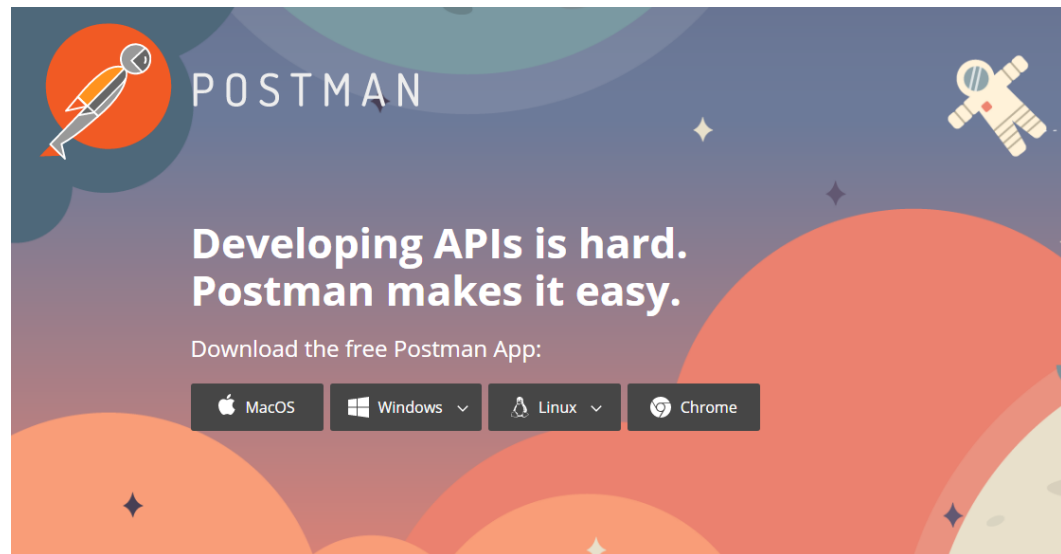 POSTMAN
Developing APIs is hard.
Postman makes it easy.
Download the free Postman App:
MacOS Windows Linux Chrome